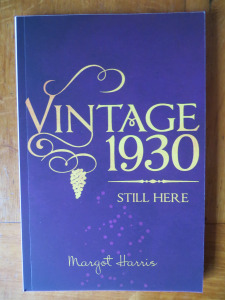 VINTAGE
1930
STILL HERE
Margot Harris